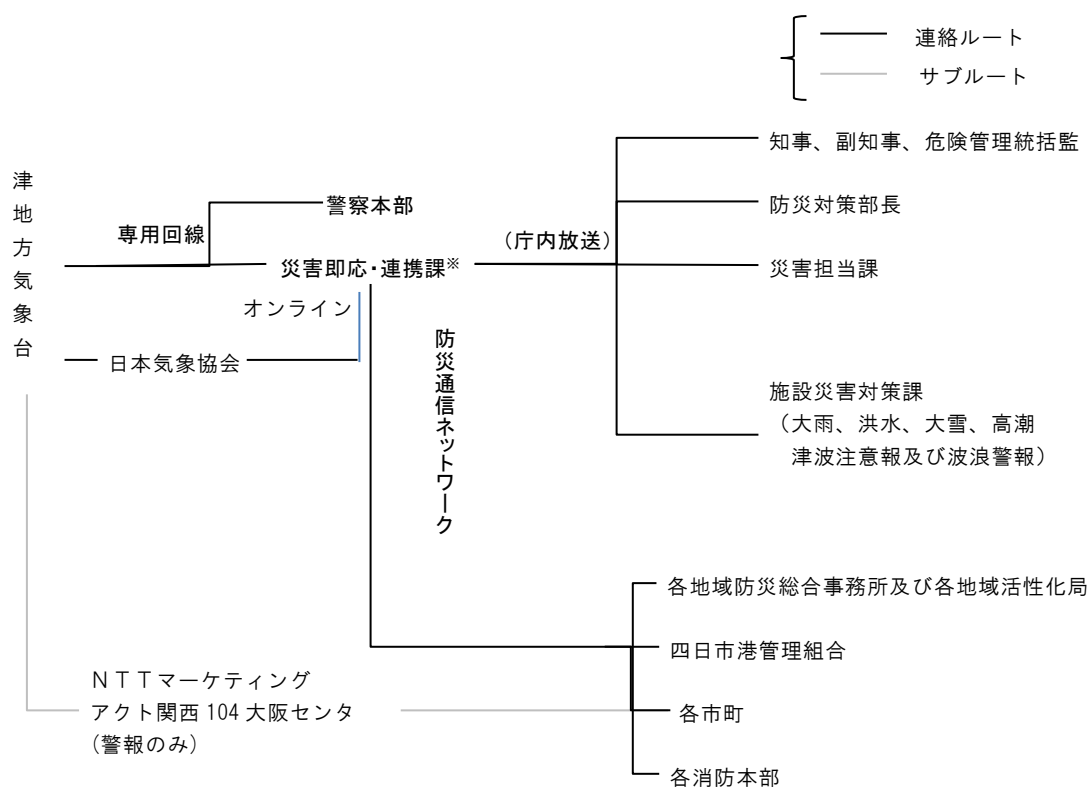 連絡ルート
サブルート
知事、副知事、危険管理統括監
津地方気象台
警察本部
防災対策部長
専用回線
(庁内放送)
災害即応・連携課※
災害担当課
オンライン
防災通信ネットワーク
日本気象協会
施設災害対策課
(大雨、洪水、大雪、高潮
津波注意報及び波浪警報)
各地域防災総合事務所及び各地域活性化局
四日市港管理組合
NTTマーケティング
アクト関西 104 大阪センタ
(警報のみ)
各市町
各消防本部